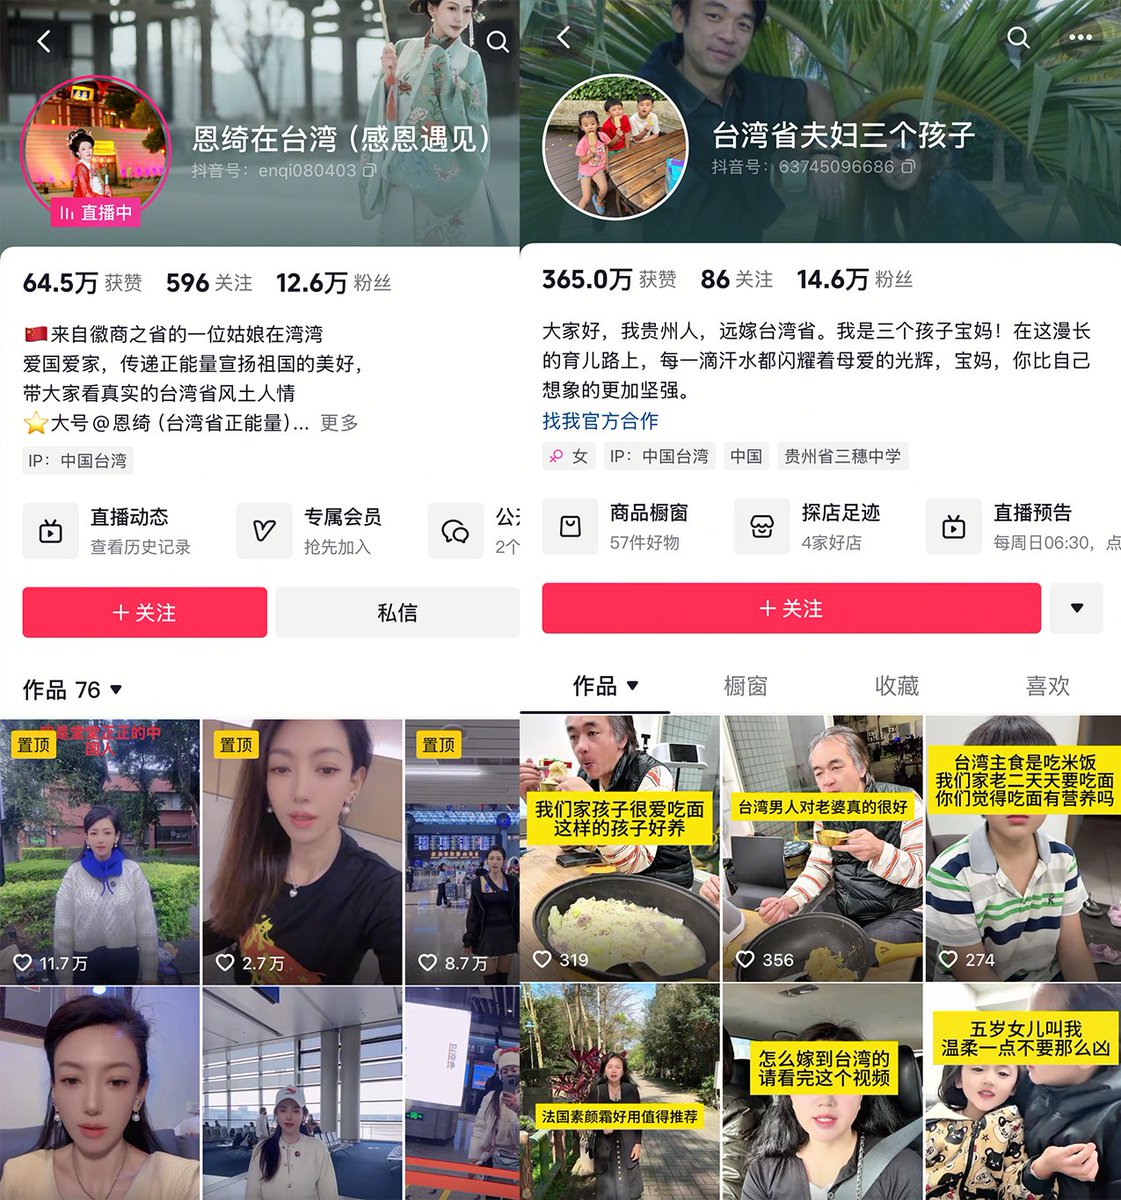 恩绮在台湾（感恩遇见）
抖音号：enqi080403
直播中
64.5万 获赞 596 关注 12.6万 粉丝
🇨🇳来自徽商之省的一位姑娘在湾湾
爱国爱家，传递正能量宣扬祖国的美好，
带大家看真实的台湾省风土人情
⭐大号@恩绮（台湾省正能量）... 更多
IP：中国台湾
直播动态
查看历史记录
专属会员
抢先加入
公
2个
＋关注
私信
作品 76
置顶
我是堂堂正正的中
国人
11.7万
置顶
2.7万
置顶
8.7万
台湾省夫妇三个孩子
抖音号：63745096686
365.0万 获赞 86 关注 14.6万 粉丝
大家好，我贵州人，远嫁台湾省。我是三个孩子宝妈！在这漫长
的育儿路上，每一滴汗水都闪耀着母爱的光辉，宝妈，你比自己
想象的更加坚强。
找我官方合作
女
IP：中国台湾
中国
贵州省三穗中学
商品橱窗
57件好物
探店足迹
4家好店
直播预告
每周日06:30，点
＋关注
作品
橱窗
收藏
喜欢
我们家孩子很爱吃面
这样的孩子好养
319
台湾男人对老婆真的很好
356
台湾主食是吃米饭
我们家老二天天要吃面
你们觉得吃面有营养吗
274
法国素颜霜好用值得推荐
怎么嫁到台湾的
请看完这个视频
五岁女儿叫我
温柔一点不要那么凶